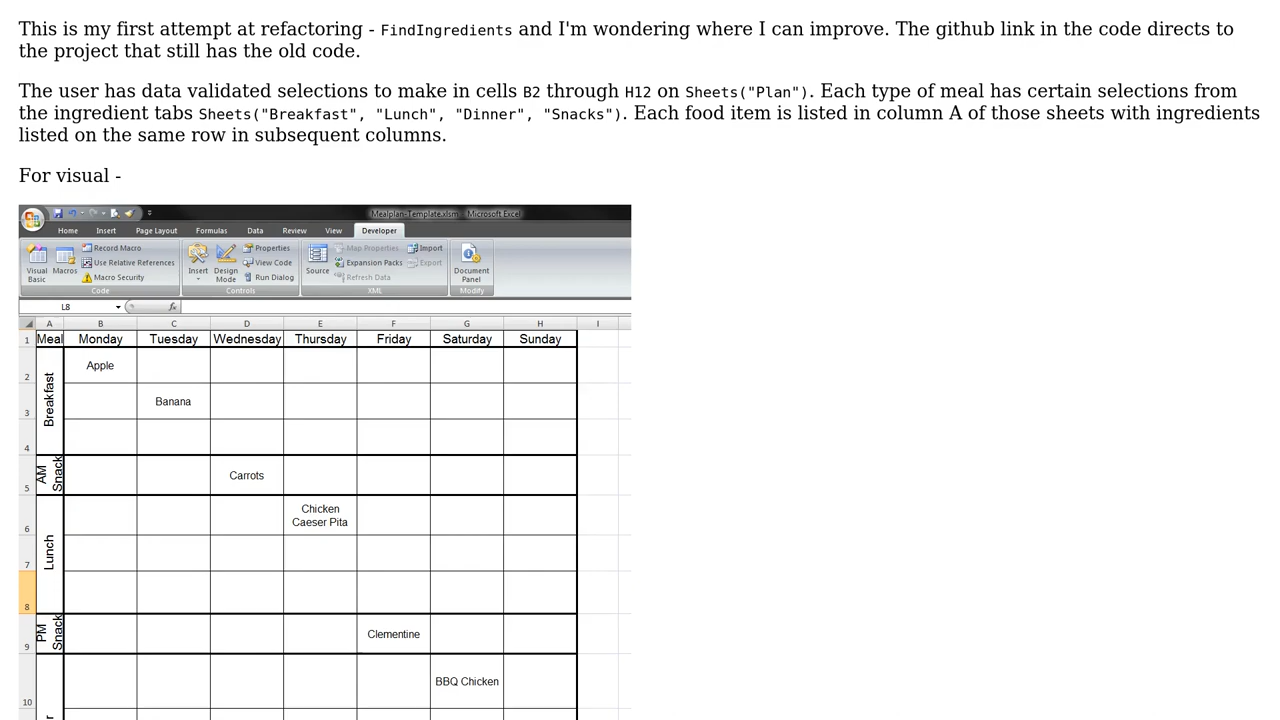 This is my first attempt at refactoring - FindIngredients and I'm wondering where I can improve. The github link in the code directs to
the project that still has the old code.
The user has data validated selections to make in cells B2 through H12 on Sheets("Plan"). Each type of meal has certain selections from
the ingredient tabs Sheets("Breakfast", "Lunch", "Dinner", "Snacks"). Each food item is listed in column A of those sheets with ingredients
listed on the same row in subsequent columns.
For visual -
Mealplan-Template.xlsm - Microsoft Excel
Home Insert Page Layout Formulas Data Review View Developer
Visual Basic
Macros
Record Macro
Use Relative References
Macro Security
Code
Insert
Design Mode
Properties
View Code
Run Dialog
Controls
Source
Map Properties
Expansion Packs
Refresh Data
Import
Export
XML
Document Panel
Modify
L8 fx
A B C D E F G H I
1 Meal Monday Tuesday Wednesday Thursday Friday Saturday Sunday
Breakfast
2 Apple
3 Banana
4
AM Snack
5 Carrots
Lunch
6 Chicken Caeser Pita
7
8
PM Snack
9 Clementine
10 BBQ Chicken
r